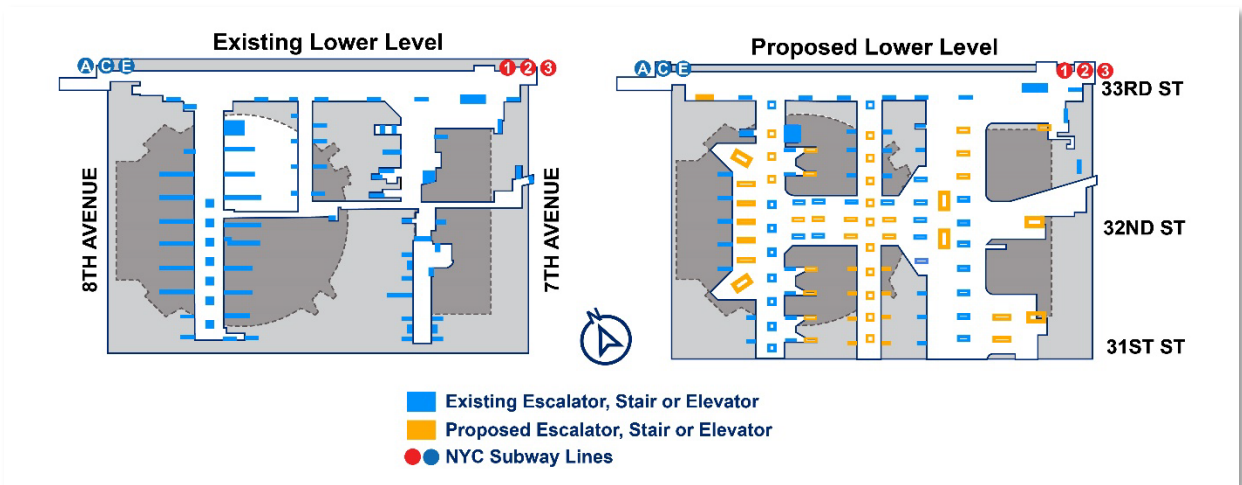 Existing Lower Level
Proposed Lower Level
A C E
1 2 3
A C E
1 2 3
33RD ST
8TH AVENUE
7TH AVENUE
32ND ST
31ST ST
N
Existing Escalator, Stair or Elevator
Proposed Escalator, Stair or Elevator
NYC Subway Lines